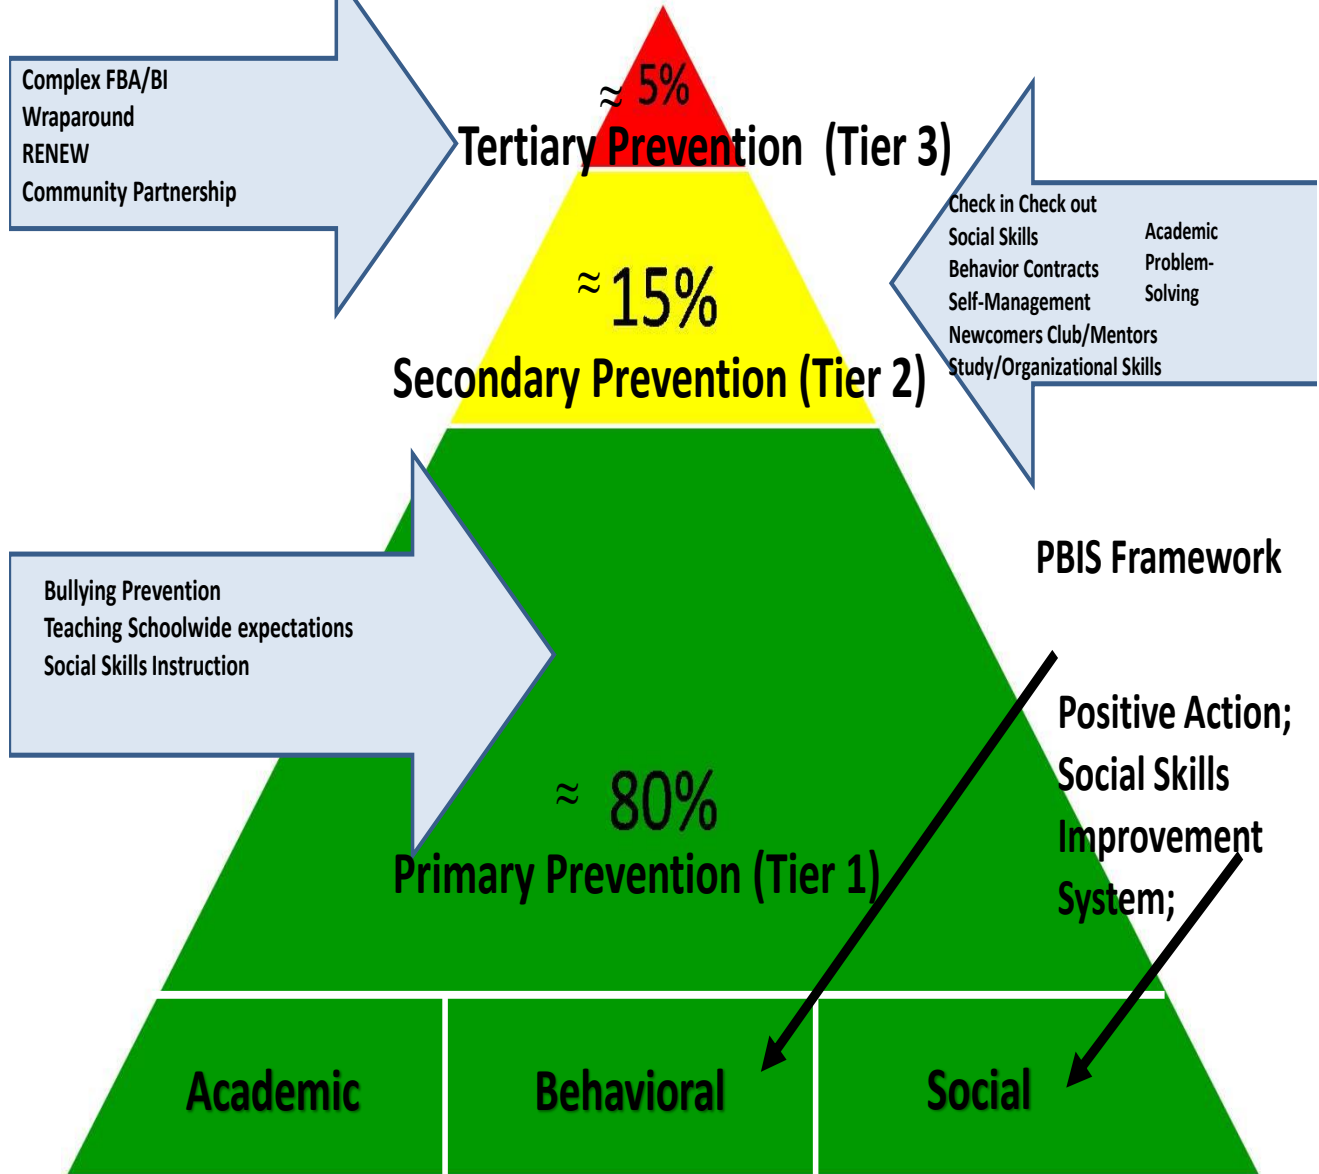 Complex FBA/BI
Wraparound
RENEW
Community Partnership
≈ 5%
Tertiary Prevention (Tier 3)
Check in Check out
Social Skills
Behavior Contracts
Self-Management
Newcomers Club/Mentors
Study/Organizational Skills
Academic
Problem-
Solving
≈ 15%
Secondary Prevention (Tier 2)
Bullying Prevention
Teaching Schoolwide expectations
Social Skills Instruction
PBIS Framework
Positive Action;
Social Skills
Improvement
System;
≈ 80%
Primary Prevention (Tier 1)
Academic
Behavioral
Social